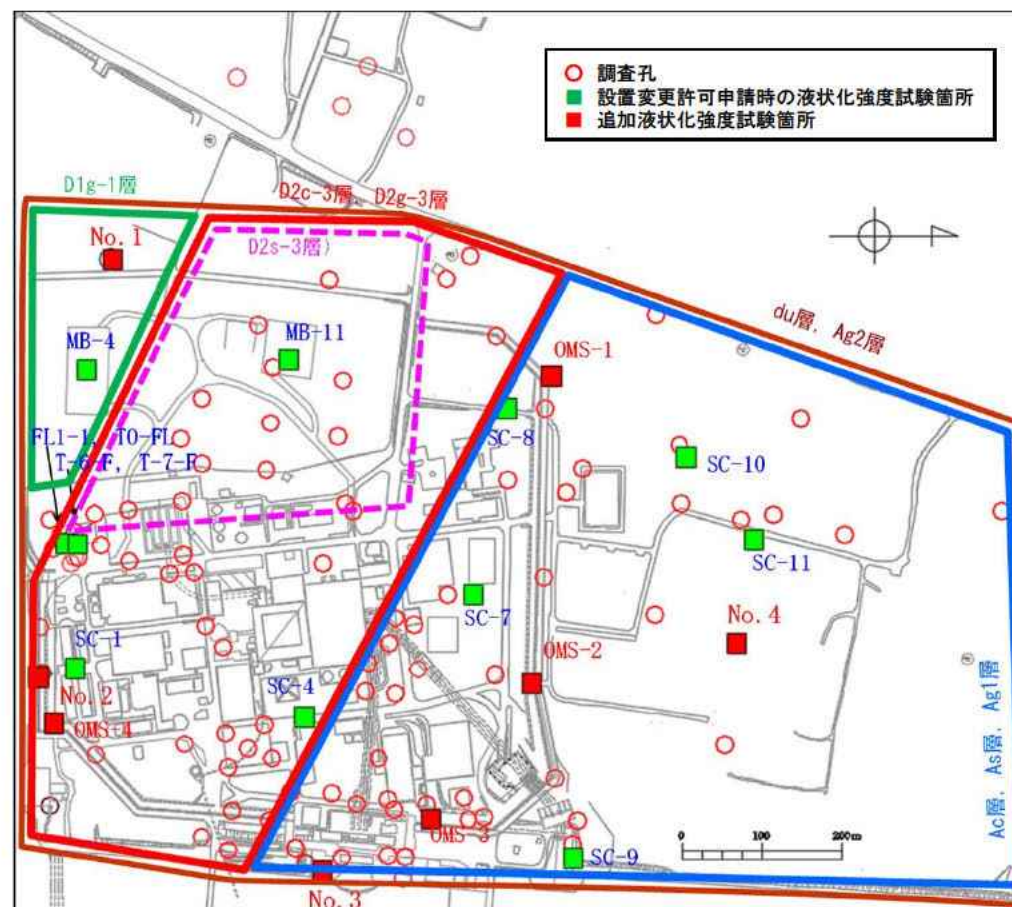 調査孔
設置変更許可申請時の液状化強度試験箇所
追加液状化強度試験箇所
D1g-1層
D2c-3層
D2g-3層
D2s-3層）
No. 1
du層, Ag2層
MB-4
MB-11
OMS-1
SC-8
FL1-1, T0-FL
T-6-F, T-7-F
SC-10
SC-11
SC-7
No. 4
OMS-2
SC-1
No. 2
SC-4
OMS-4
Ac層, As層, Ag1層
OMS-3
0 100 200m
SC-9
No. 3